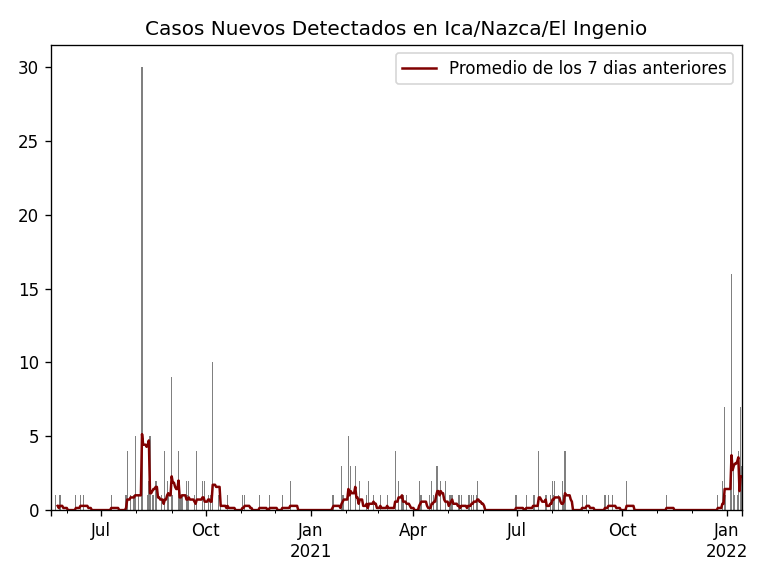 Casos Nuevos Detectados en Ica/Nazca/El Ingenio
Promedio de los 7 dias anteriores
30
25
20
15
10
5
0
Jul Oct Jan Apr Jul Oct Jan
2021 2022